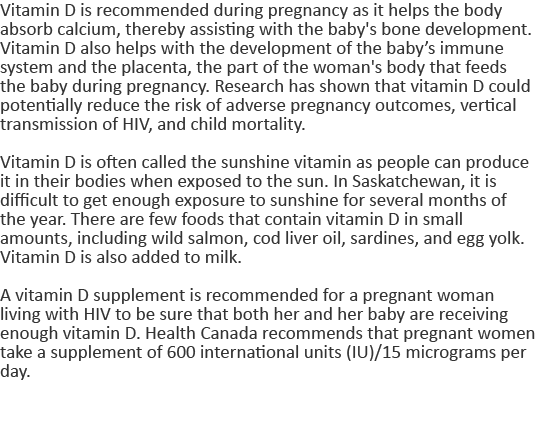 Vitamin D is recommended during pregnancy as it helps the body
absorb calcium, thereby assisting with the baby's bone development.
Vitamin D also helps with the development of the baby’s immune
system and the placenta, the part of the woman's body that feeds
the baby during pregnancy. Research has shown that vitamin D could
potentially reduce the risk of adverse pregnancy outcomes, vertical
transmission of HIV, and child mortality.

Vitamin D is often called the sunshine vitamin as people can produce
it in their bodies when exposed to the sun. In Saskatchewan, it is
difficult to get enough exposure to sunshine for several months of
the year. There are few foods that contain vitamin D in small
amounts, including wild salmon, cod liver oil, sardines, and egg yolk.
Vitamin D is also added to milk.

A vitamin D supplement is recommended for a pregnant woman
living with HIV to be sure that both her and her baby are receiving
enough vitamin D. Health Canada recommends that pregnant women
take a supplement of 600 international units (IU)/15 micrograms per
day.